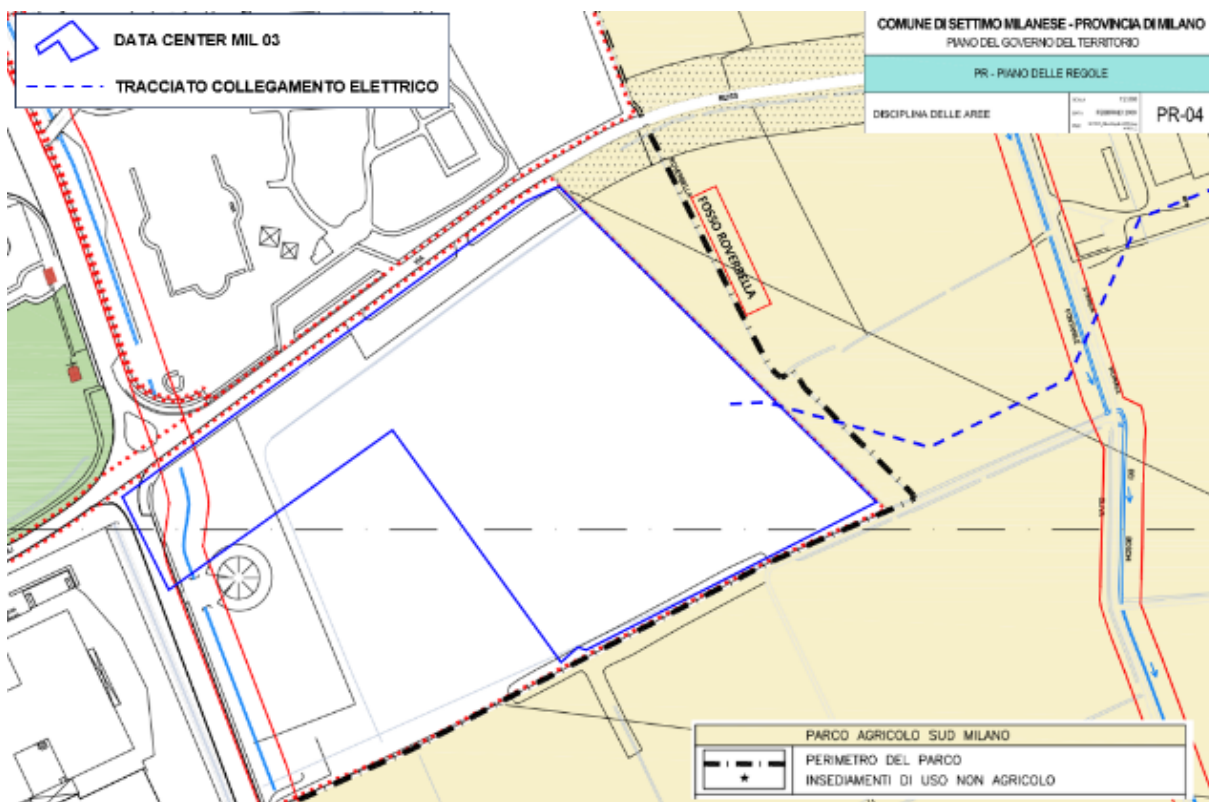 DATA CENTER MIL 03
TRACCIATO COLLEGAMENTO ELETTRICO
COMUNE DI SETTIMO MILANESE - PROVINCIA DI MILANO
PIANO DEL GOVERNO DEL TERRITORIO
PR - PIANO DELLE REGOLE
DISCIPLINA DELLE AREE
PR-04
FOSSO ROVERBELLA
FONTANILE
PARCO AGRICOLO SUD MILANO
PERIMETRO DEL PARCO
INSEDIAMENTI DI USO NON AGRICOLO